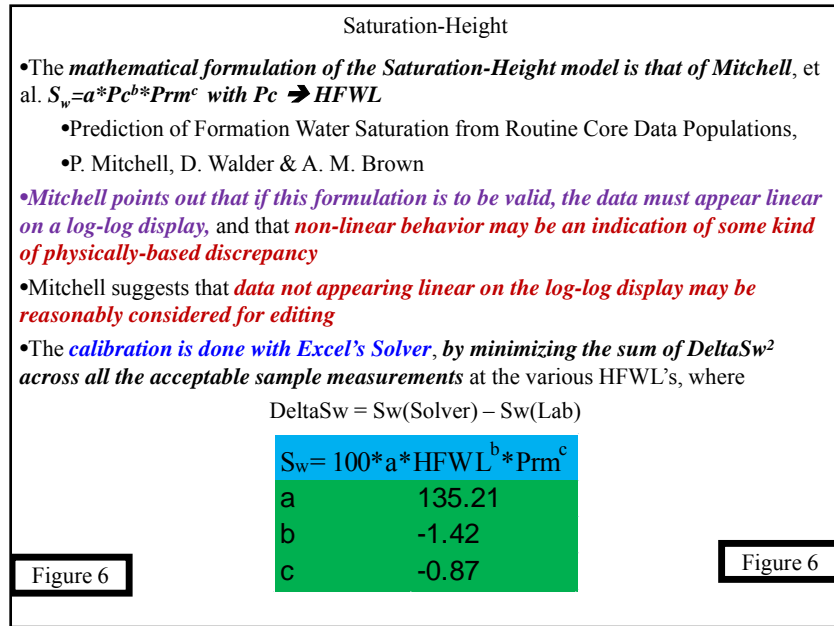 Saturation-Height
•The mathematical formulation of the Saturation-Height model is that of Mitchell, et
al. Sw=a*Pc^b*Prm^c with Pc ➔ HFWL
•Prediction of Formation Water Saturation from Routine Core Data Populations,
•P. Mitchell, D. Walder & A. M. Brown
•Mitchell points out that if this formulation is to be valid, the data must appear linear
on a log-log display, and that non-linear behavior may be an indication of some kind
of physically-based discrepancy
•Mitchell suggests that data not appearing linear on the log-log display may be
reasonably considered for editing
•The calibration is done with Excel's Solver, by minimizing the sum of DeltaSw²
across all the acceptable sample measurements at the various HFWL's, where
DeltaSw = Sw(Solver) – Sw(Lab)
Sw= 100*a*HFWL^b*Prm^c
a 135.21
b -1.42
c -0.87
Figure 6
Figure 6